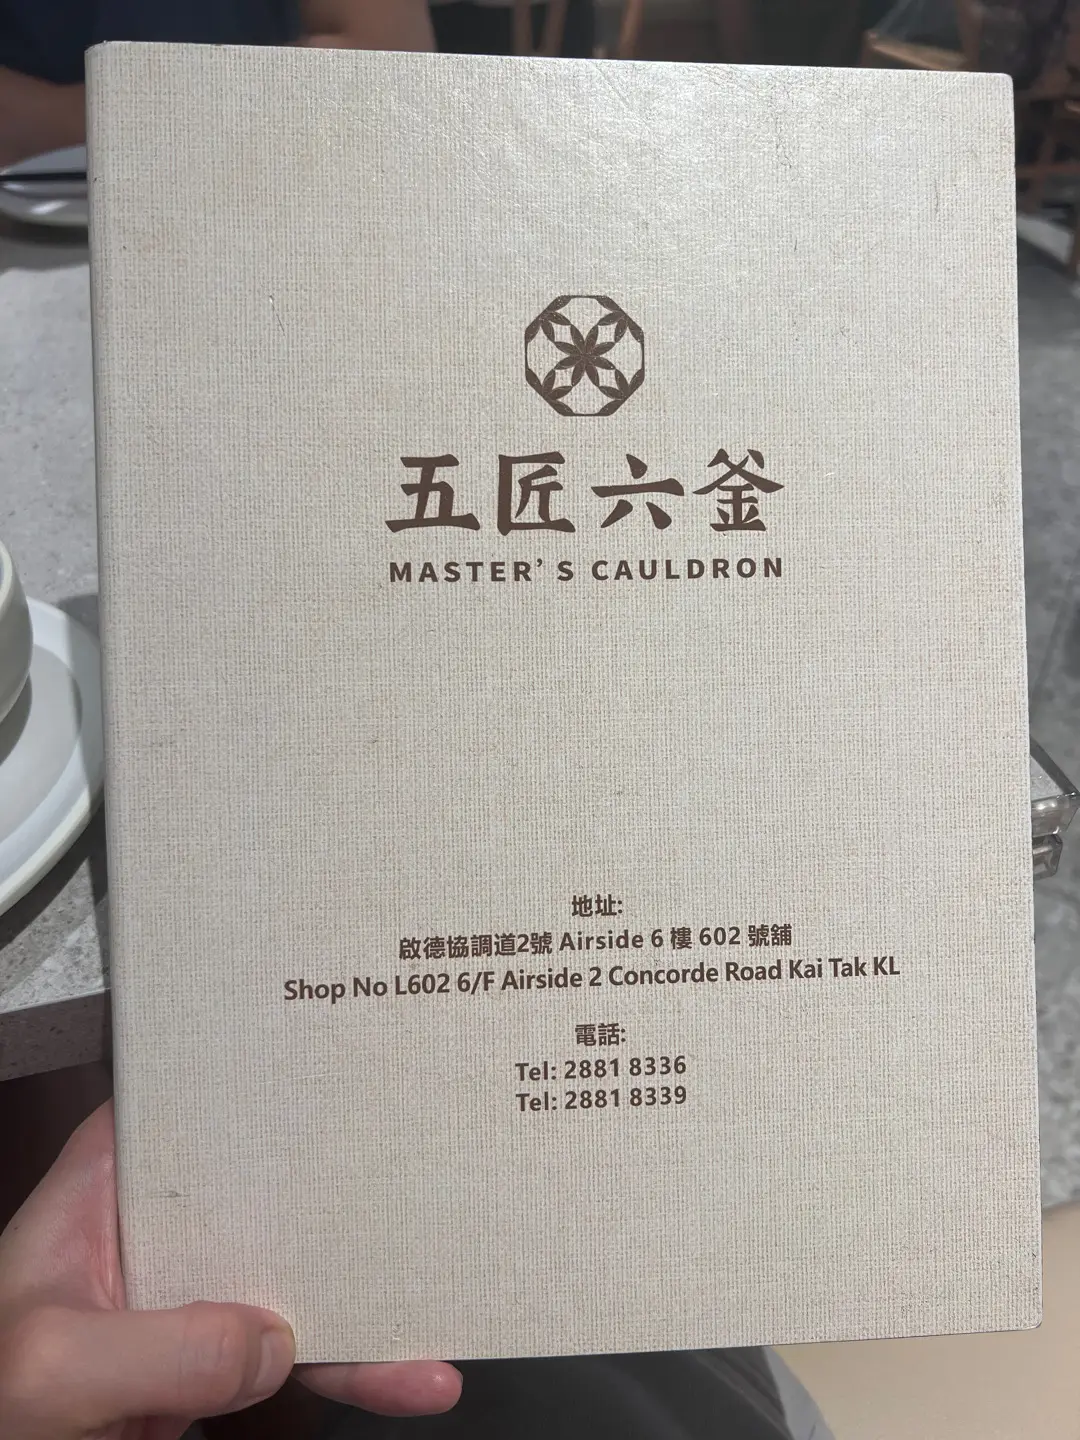 五匠六釜
MASTER'S CAULDRON
地址:
啟德協調道2號 Airside 6 樓 602 號舖
Shop No L602 6/F Airside 2 Concorde Road Kai Tak KL
電話:
Tel: 2881 8336
Tel: 2881 8339